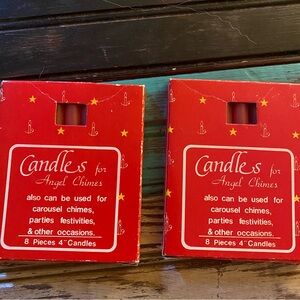 Candles for
Angel Chimes
also can be used for
carousel chimes,
parties festivities,
& other occasions.
8 Pieces 4" Candles
Candles for
Angel Chimes
also can be used for
carousel chimes,
parties festivities,
& other occasions.
8 Pieces 4" Candles